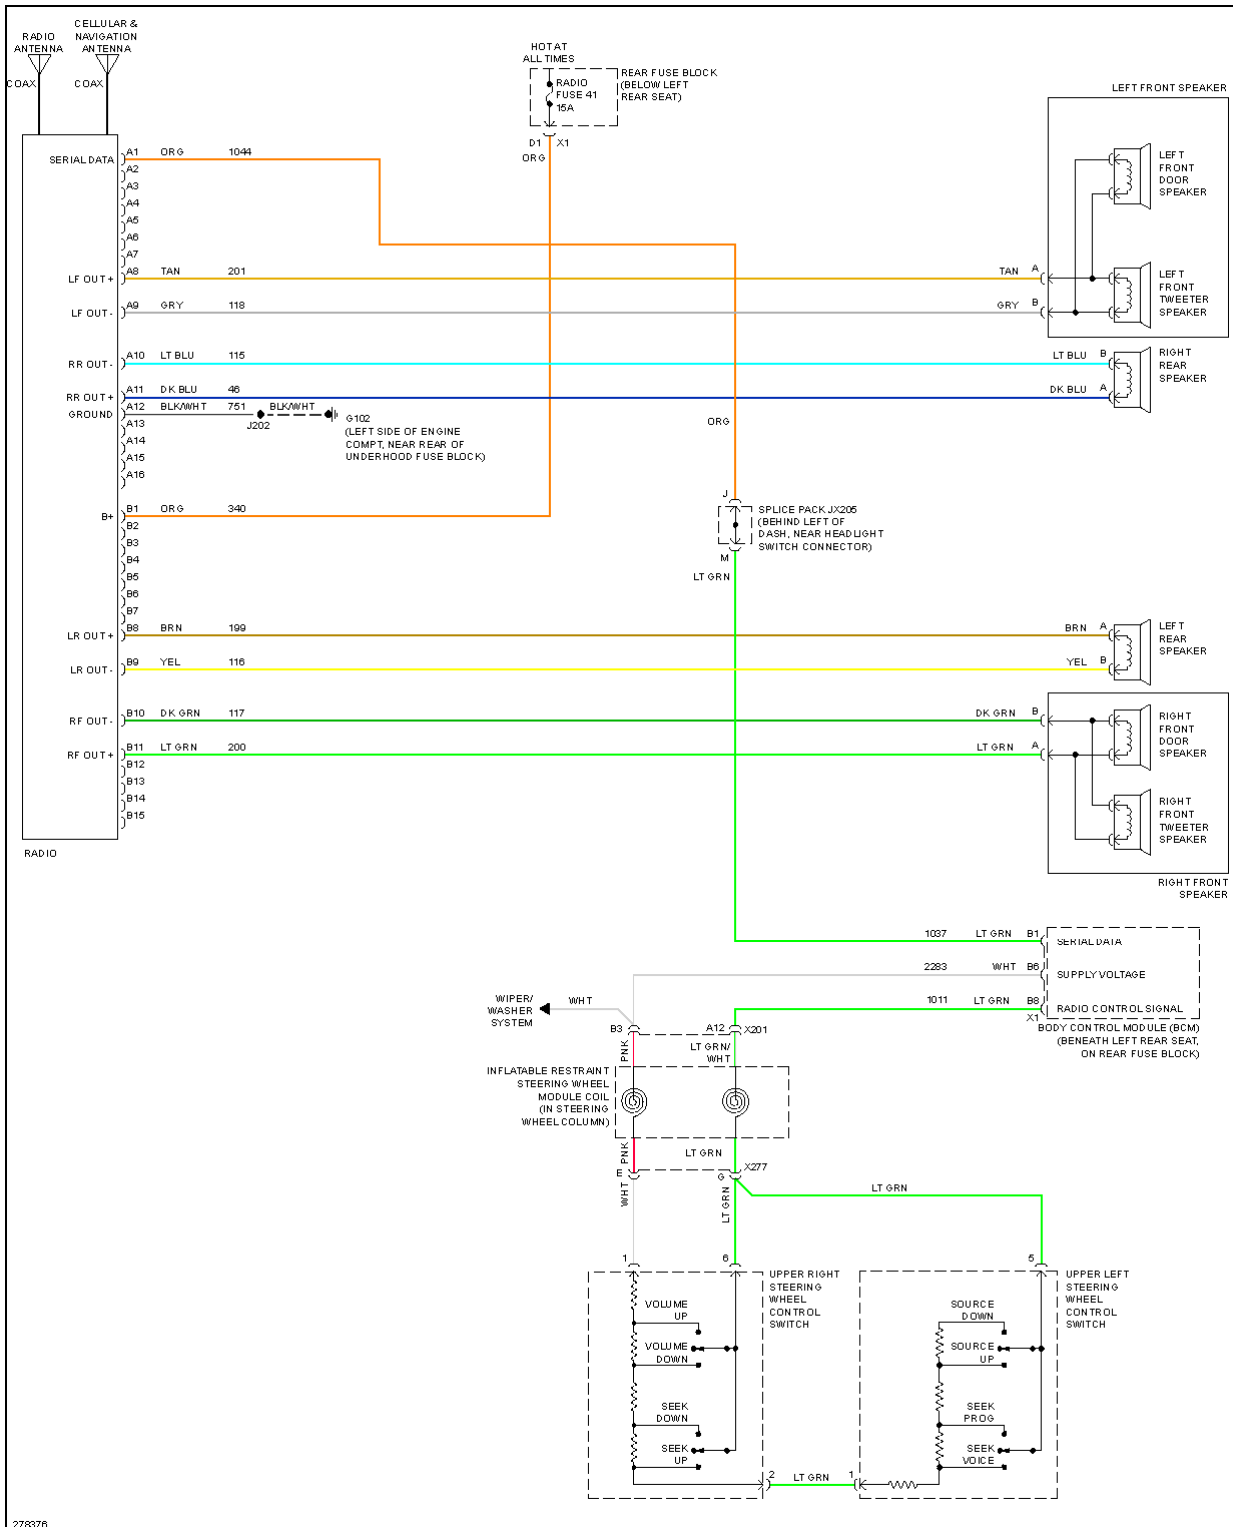 CELLULAR &
NAVIGATION
ANTENNA
RADIO
ANTENNA
COAX
COAX
HOT AT
ALL TIMES
RADIO
FUSE 41
15A
REAR FUSE BLOCK
(BELOW LEFT
REAR SEAT)
D1
X1
ORG
LEFT FRONT SPEAKER
LEFT
FRONT
DOOR
SPEAKER
LEFT
FRONT
TWEETER
SPEAKER
SERIAL DATA
A1
ORG
1044
A2
A3
A4
A5
A6
A7
LF OUT +
A8
TAN
201
TAN
A
LF OUT -
A9
GRY
118
GRY
B
RR OUT -
A10
LT BLU
115
LT BLU
B
RIGHT
REAR
SPEAKER
RR OUT +
A11
DK BLU
46
DK BLU
A
GROUND
A12
BLK/WHT
751
BLK/WHT
J202
G102
(LEFT SIDE OF ENGINE
COMPT, NEAR REAR OF
UNDERHOOD FUSE BLOCK)
A13
A14
A15
A16
ORG
J
SPLICE PACK JX205
(BEHIND LEFT OF
DASH, NEAR HEADLIGHT
SWITCH CONNECTOR)
M
LT GRN
B+
B1
ORG
340
B2
B3
B4
B5
B6
B7
LR OUT +
B8
BRN
199
BRN
A
LEFT
REAR
SPEAKER
LR OUT -
B9
YEL
116
YEL
B
RF OUT -
B10
DK GRN
117
DK GRN
B
RIGHT
FRONT
DOOR
SPEAKER
RF OUT +
B11
LT GRN
200
LT GRN
A
B12
B13
B14
B15
RIGHT
FRONT
TWEETER
SPEAKER
RADIO
RIGHT FRONT
SPEAKER
1037
LT GRN
B1
SERIAL DATA
2283
WHT
B6
SUPPLY VOLTAGE
1011
LT GRN
B8
RADIO CONTROL SIGNAL
X1
BODY CONTROL MODULE (BCM)
(BENEATH LEFT REAR SEAT,
ON REAR FUSE BLOCK)
WIPER/
WASHER
SYSTEM
WHT
B3
A12
X201
PNK
LT GRN/
WHT
INFLATABLE RESTRAINT
STEERING WHEEL
MODULE COIL
(IN STEERING
WHEEL COLUMN)
PNK
LT GRN
E
G
X277
WHT
LT GRN
LT GRN
1
6
5
UPPER RIGHT
STEERING
WHEEL
CONTROL
SWITCH
UPPER LEFT
STEERING
WHEEL
CONTROL
SWITCH
VOLUME
UP
VOLUME
DOWN
SEEK
DOWN
SEEK
UP
SOURCE
DOWN
SOURCE
UP
SEEK
PROG
SEEK
VOICE
2
LT GRN
1
278376